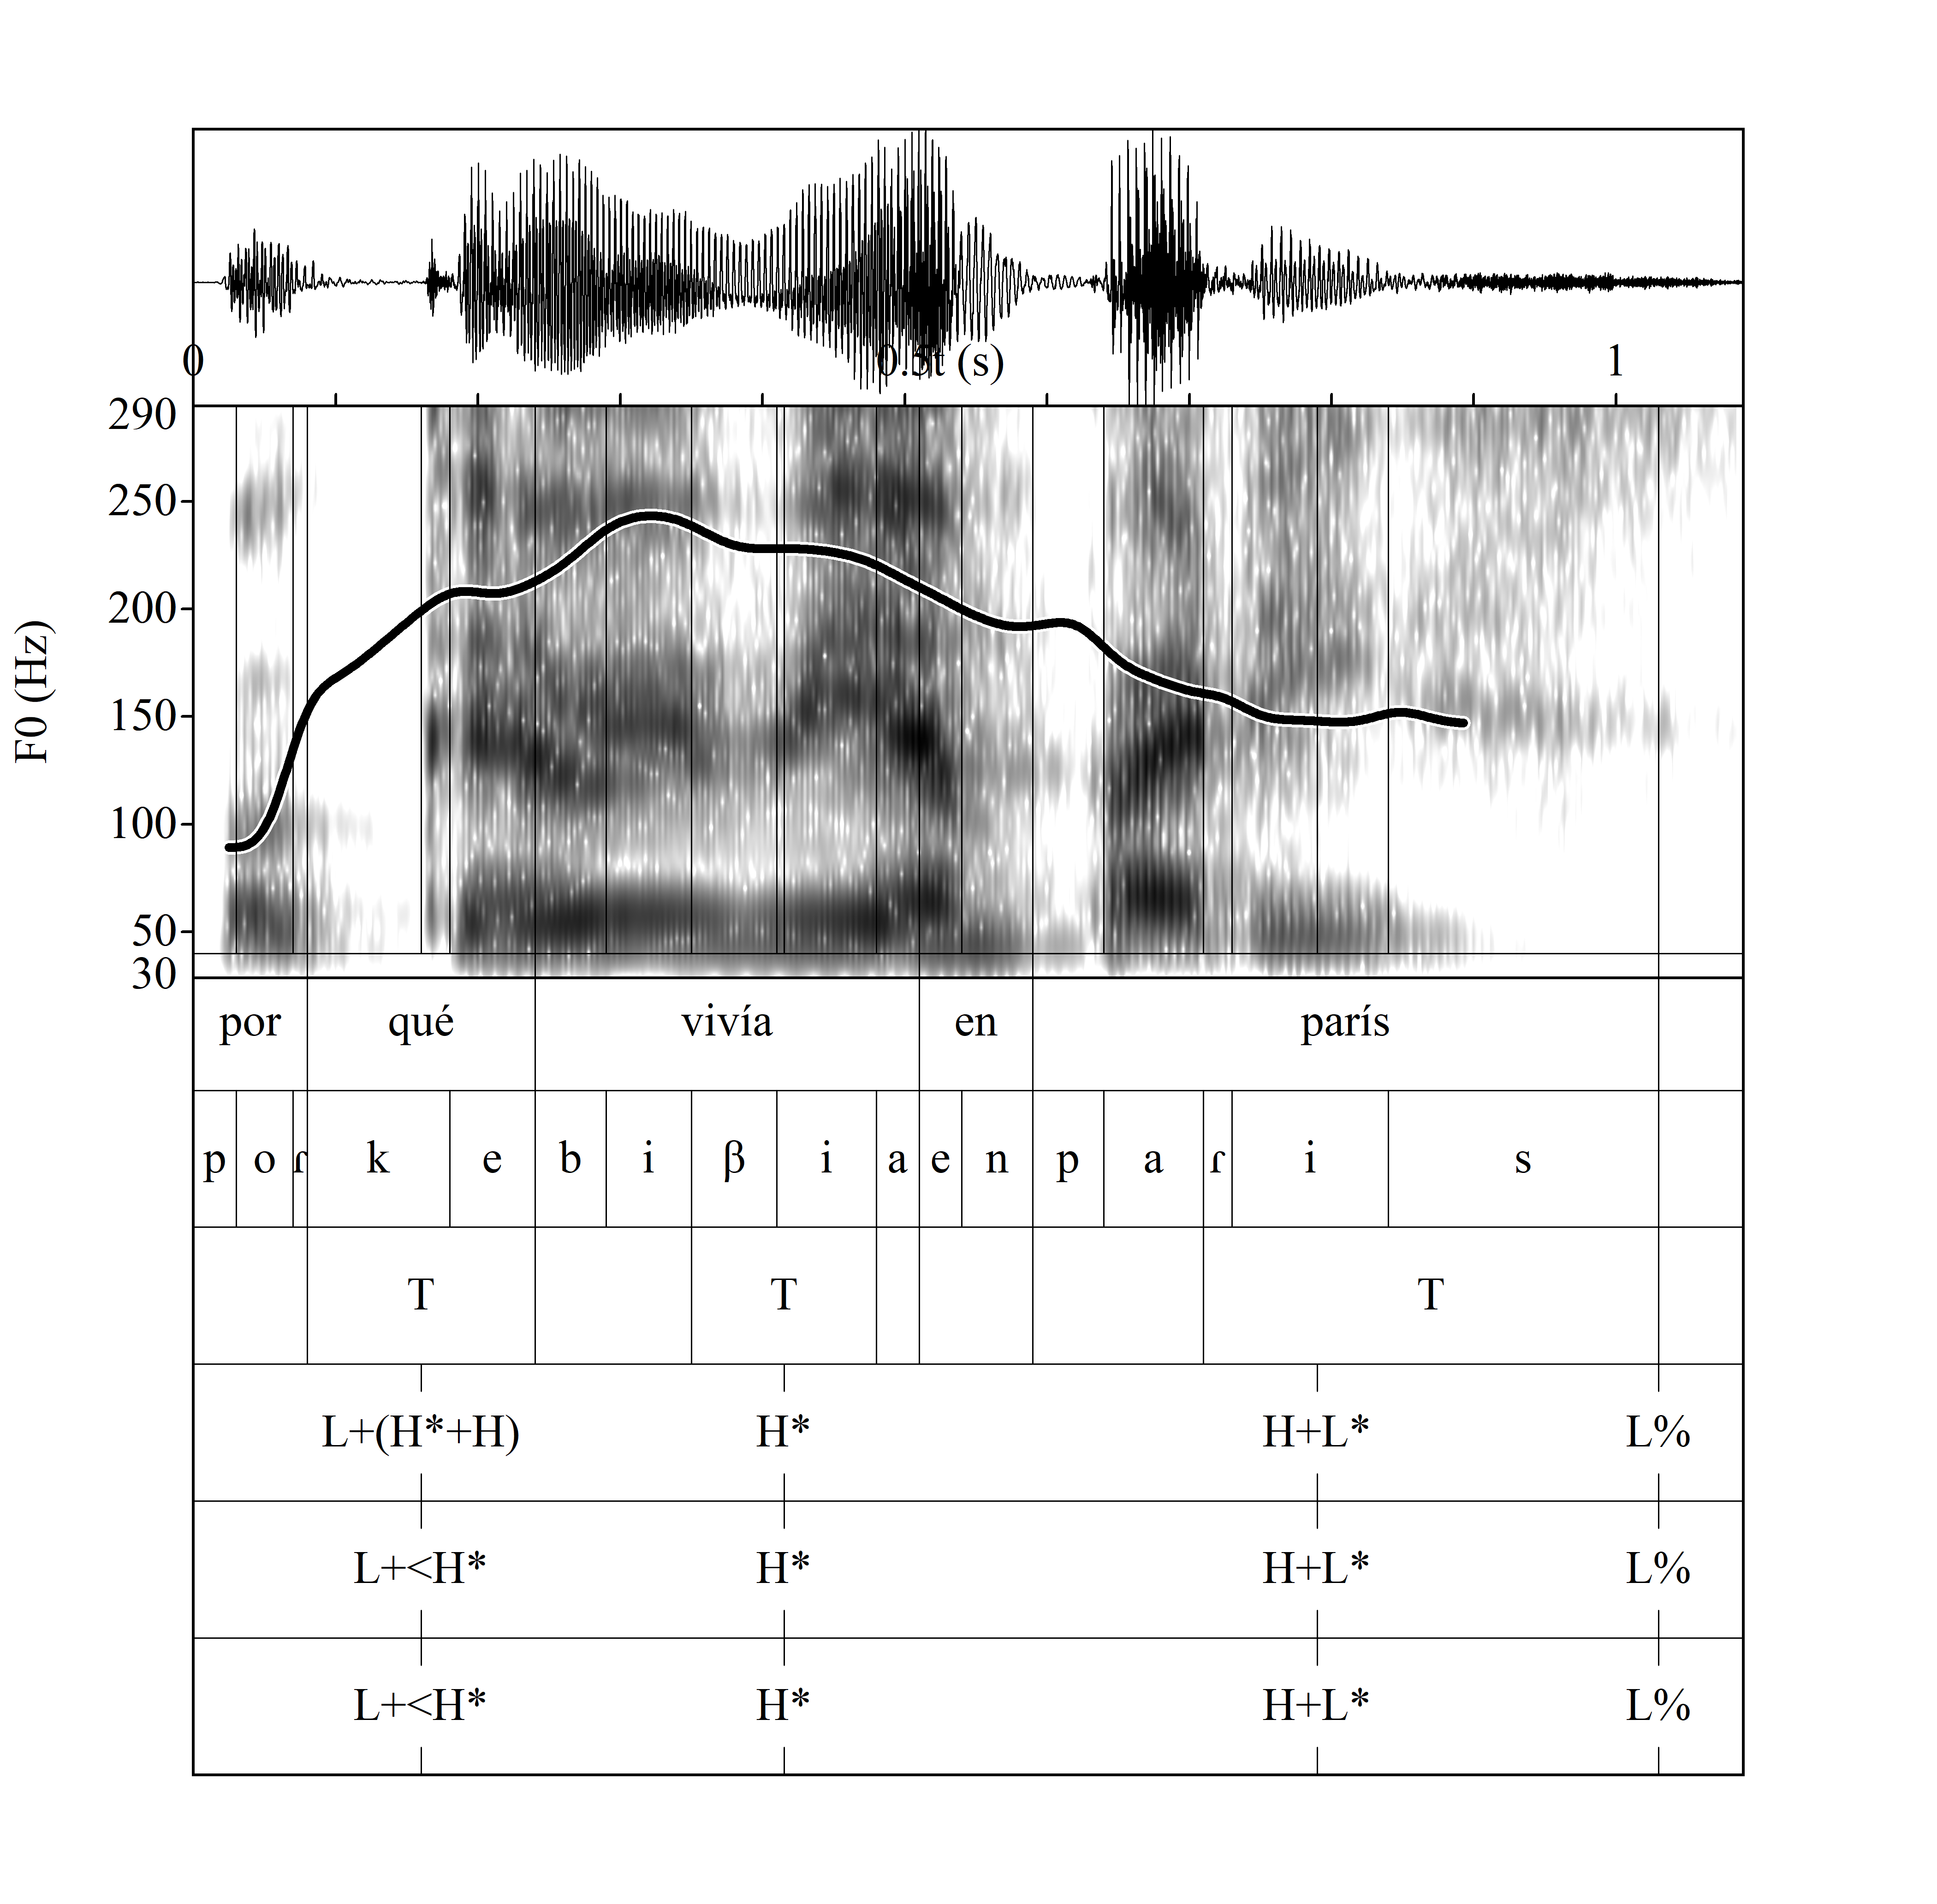 0 0.5 t (s) 1
290
250
200
150
100
50
30
F0 (Hz)
por qué vivía en parís
p o ɾ k e b i β i a e n p a ɾ i s
T T T
L+(H*+H) H* H+L* L%
L+<H* H* H+L* L%
L+<H* H* H+L* L%